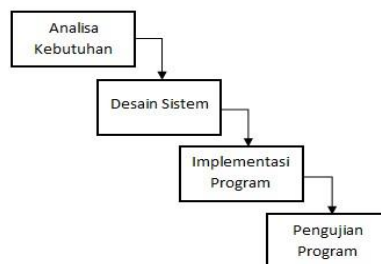 Analisa
Kebutuhan
Desain Sistem
Implementasi
Program
Pengujian
Program